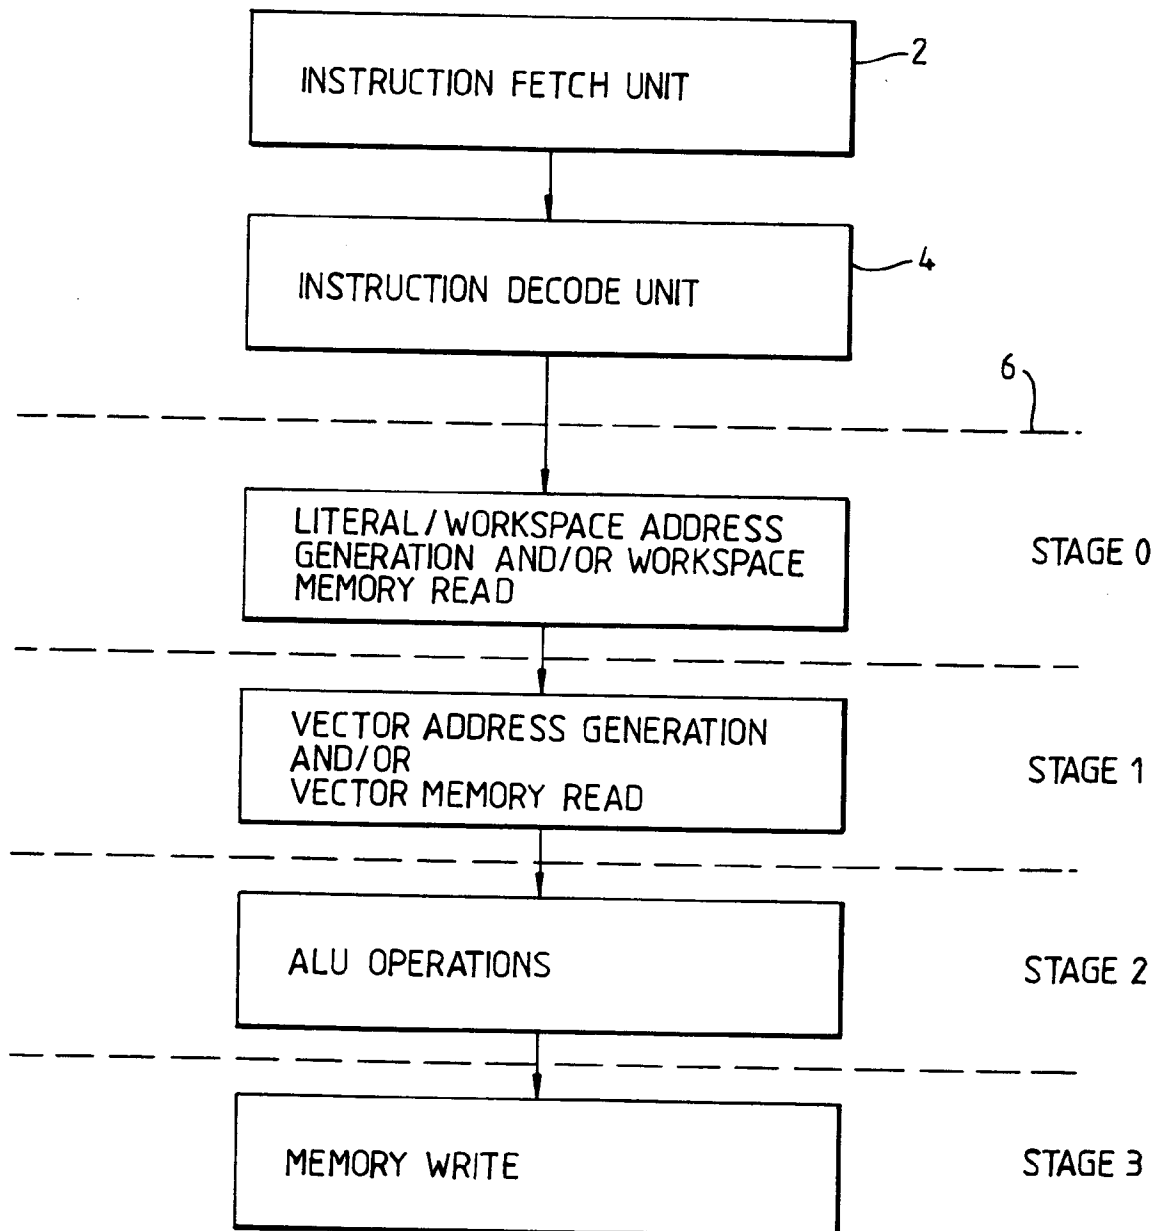 INSTRUCTION FETCH UNIT
2
INSTRUCTION DECODE UNIT
4
6
LITERAL/WORKSPACE ADDRESS
GENERATION AND/OR WORKSPACE
MEMORY READ
STAGE 0
VECTOR ADDRESS GENERATION
AND/OR
VECTOR MEMORY READ
STAGE 1
ALU OPERATIONS
STAGE 2
MEMORY WRITE
STAGE 3